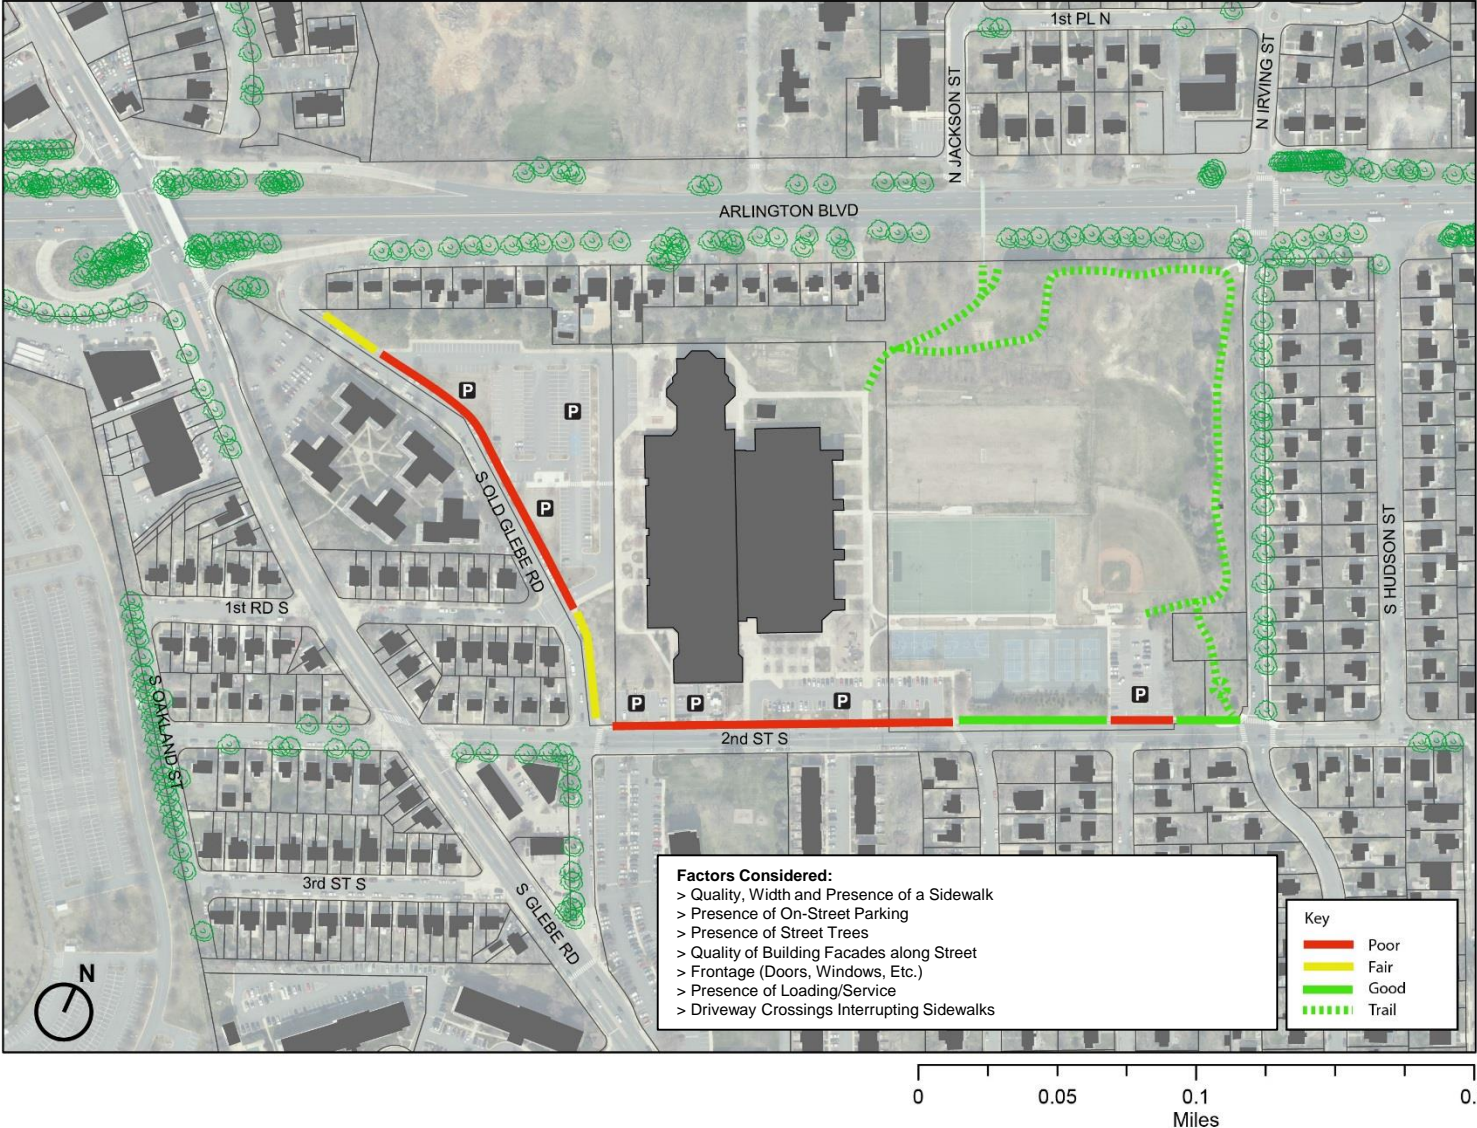 1st PL N
N JACKSON ST
N IRVING ST
ARLINGTON BLVD
P
P
S OLD GLEBE RD
P
S HUDSON ST
1st RD S
S OAKLAND ST
P
P
P
P
2nd ST S
3rd ST S
S GLEBE RD
N
Factors Considered:
> Quality, Width and Presence of a Sidewalk
> Presence of On-Street Parking
> Presence of Street Trees
> Quality of Building Facades along Street
> Frontage (Doors, Windows, Etc.)
> Presence of Loading/Service
> Driveway Crossings Interrupting Sidewalks
Key
Poor
Fair
Good
Trail
0 0.05 0.1 0.
Miles